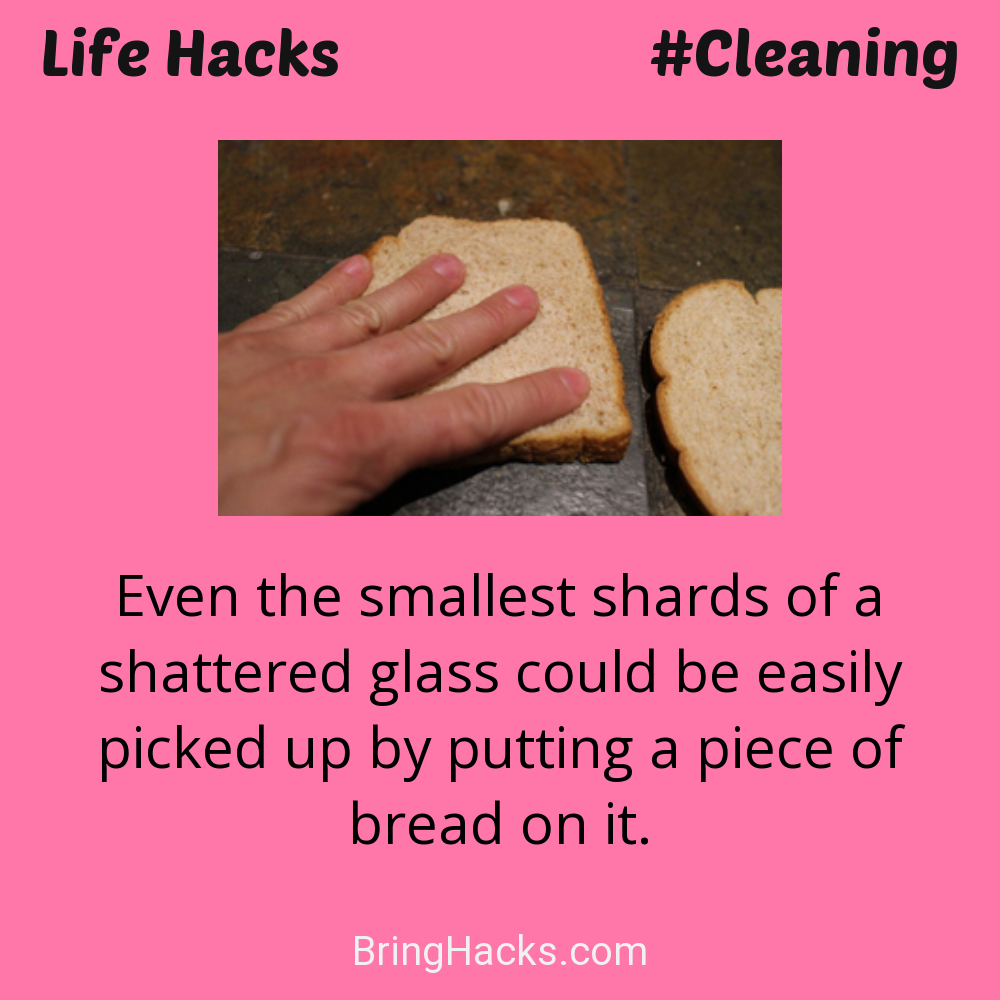 Life Hacks #Cleaning
Even the smallest shards of a
shattered glass could be easily
picked up by putting a piece of
bread on it.
BringHacks.com